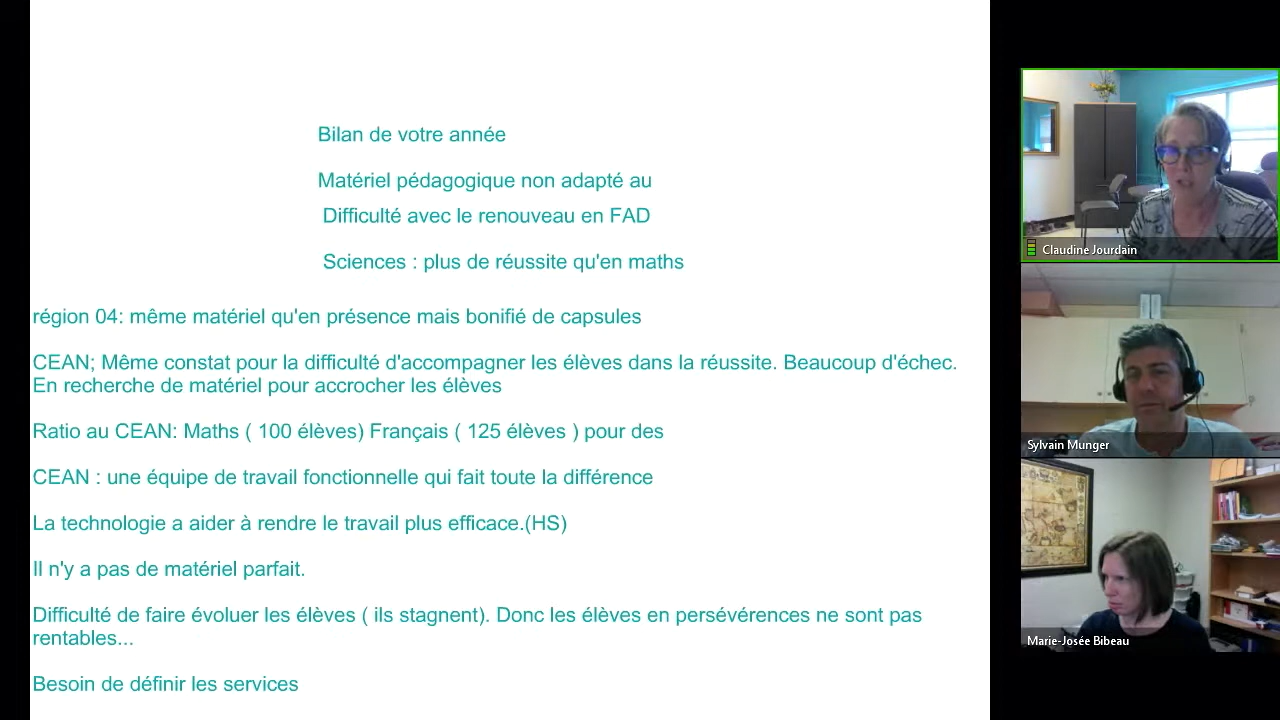 Bilan de votre année
Matériel pédagogique non adapté au
Difficulté avec le renouveau en FAD
Sciences : plus de réussite qu'en maths
région 04: même matériel qu'en présence mais bonifié de capsules
CEAN; Même constat pour la difficulté d'accompagner les élèves dans la réussite. Beaucoup d'échec.
En recherche de matériel pour accrocher les élèves
Ratio au CEAN: Maths ( 100 élèves) Français ( 125 élèves ) pour des
CEAN : une équipe de travail fonctionnelle qui fait toute la différence
La technologie a aider à rendre le travail plus efficace.(HS)
Il n'y a pas de matériel parfait.
Difficulté de faire évoluer les élèves ( ils stagnent). Donc les élèves en persévérences ne sont pas
rentables...
Besoin de définir les services
Claudine Jourdain
Sylvain Munger
Marie-Josée Bibeau